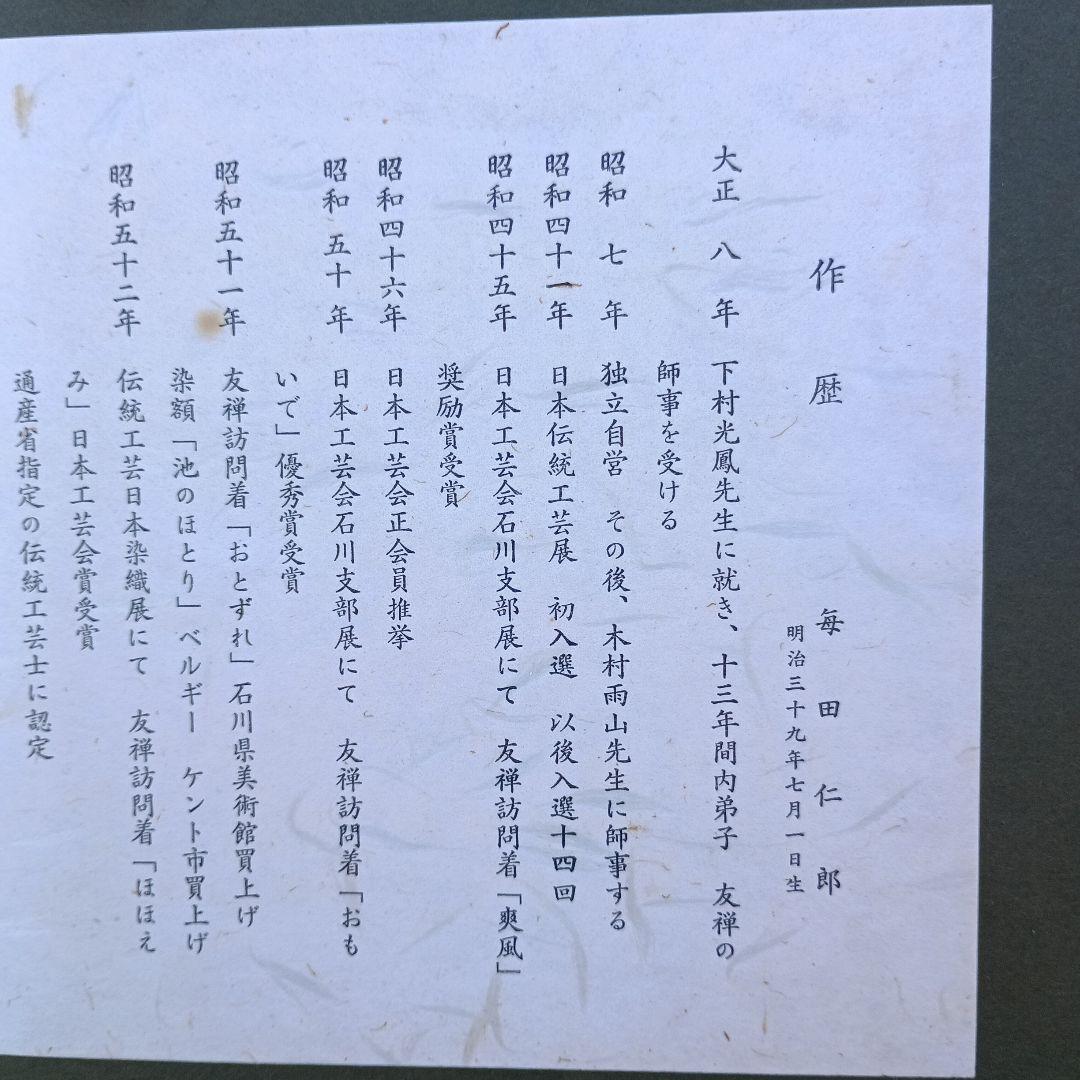 作歴
毎田仁郎
明治三十九年七月一日生
大正 八 年 下村光鳳先生に就き、十三年間内弟子 友禅の
師事を受ける
昭和 七 年 独立自営 その後、木村雨山先生に師事する
昭和四十一年 日本伝統工芸展 初入選 以後入選十四回
昭和四十五年 日本工芸会石川支部展にて 友禅訪問着「爽風」
奨励賞受賞
昭和四十六年 日本工芸会正会員推挙
昭和 五十 年 日本工芸会石川支部展にて 友禅訪問着「おも
いで」優秀賞受賞
昭和五十一年 友禅訪問着「おとずれ」石川県美術館買上げ
染額「池のほとり」ベルギー ケント市買上げ
昭和五十二年 伝統工芸日本染織展にて 友禅訪問着「ほほえ
み」日本工芸会賞受賞
通産省指定の伝統工芸士に認定